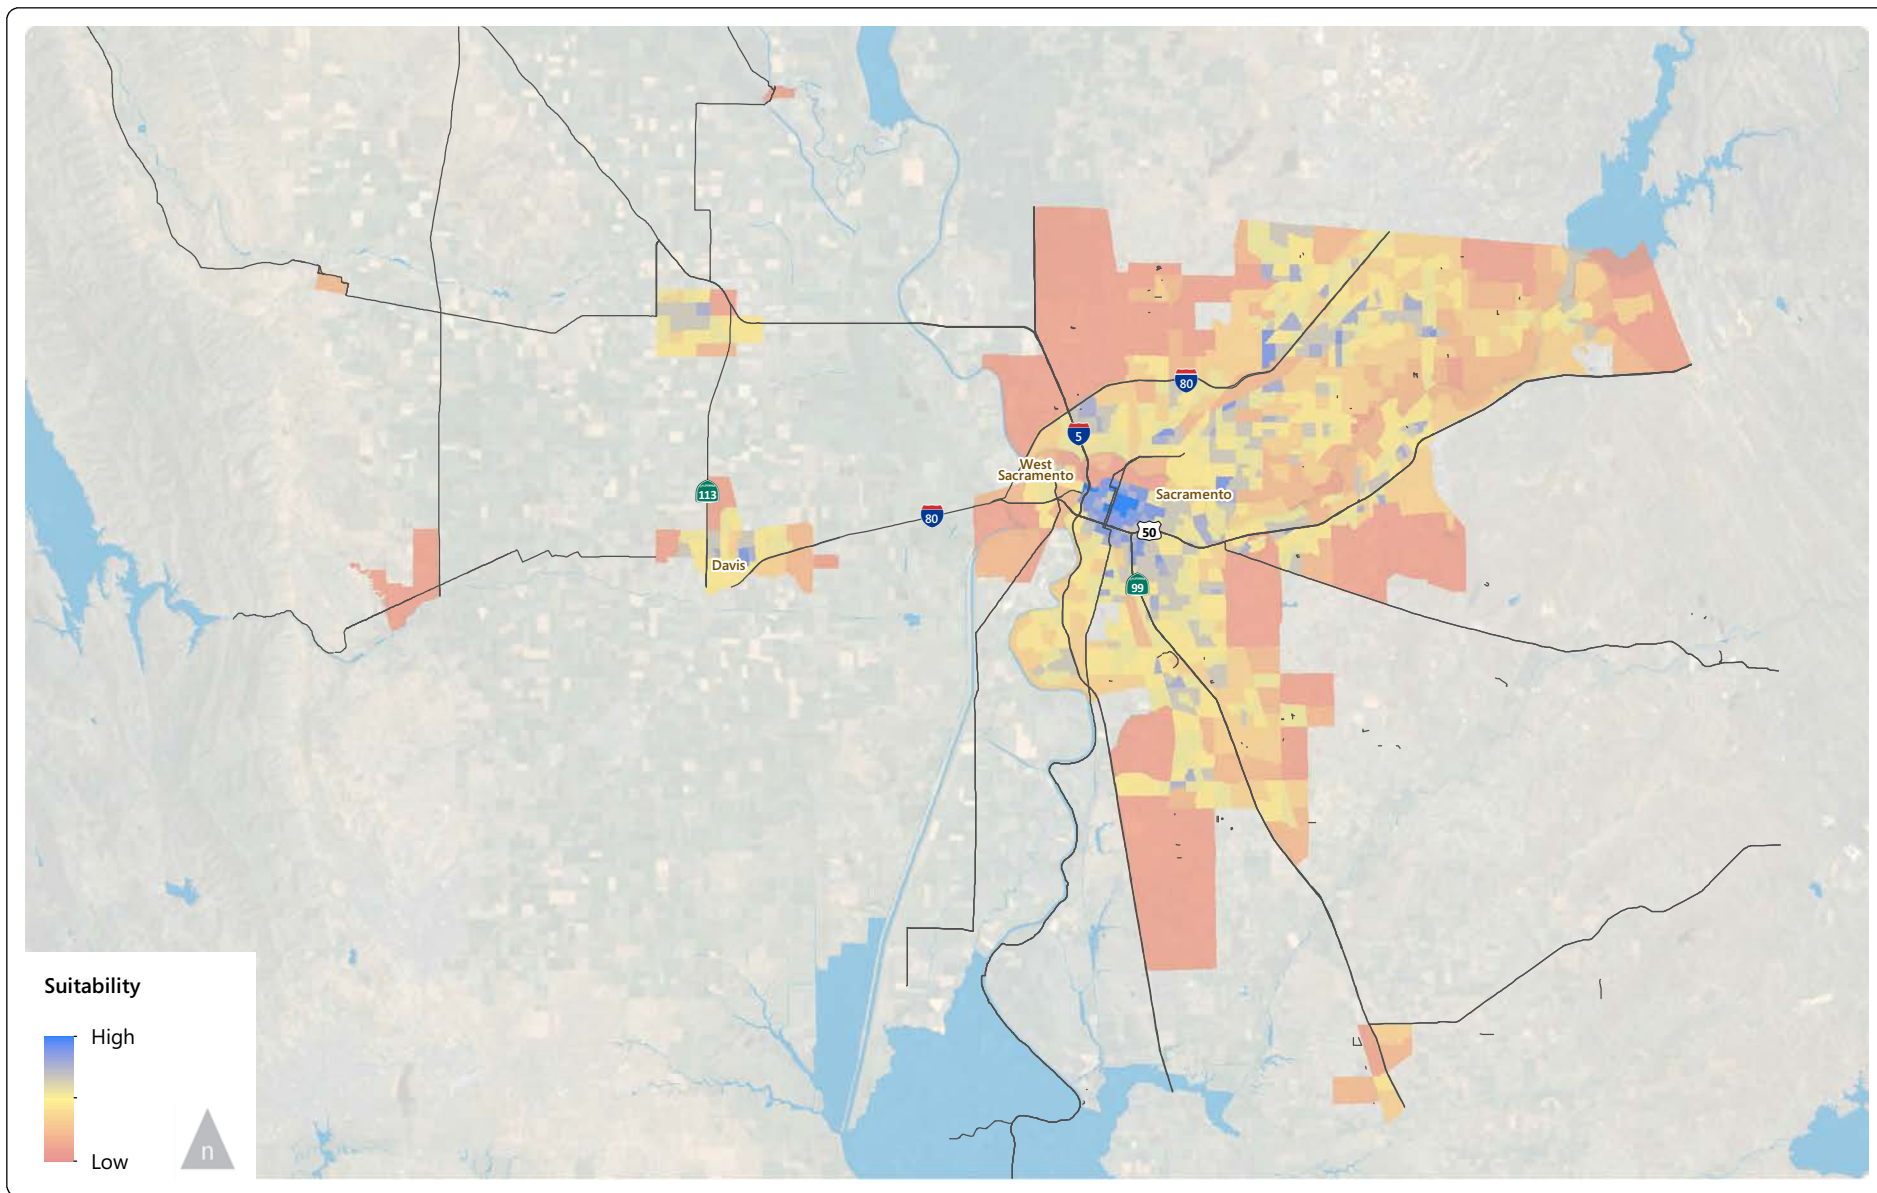 80
5
West
Sacramento
113
Sacramento
80
50
Davis
99
Suitability
High
Low
n